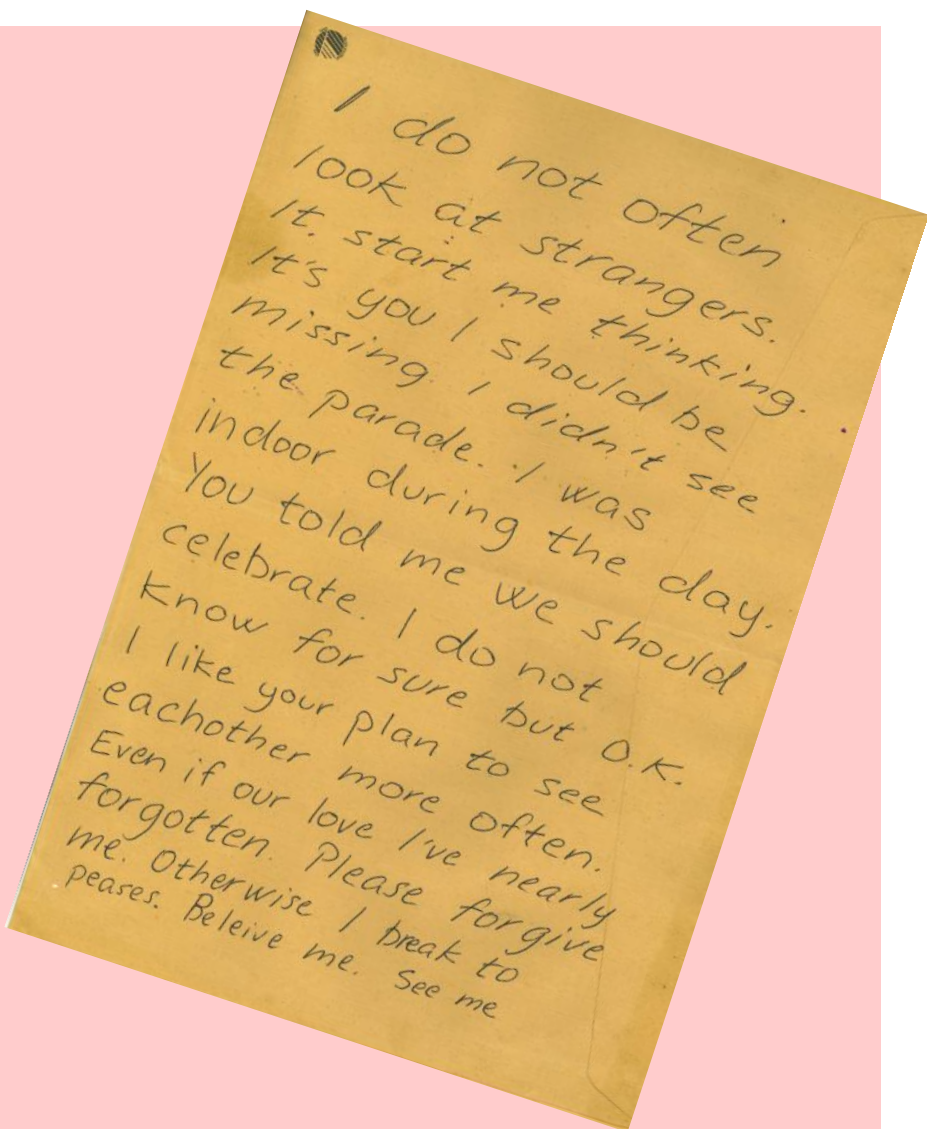 I do not often
look at strangers.
It. start me thinking.
It's you I should be
missing. I didn't see
the parade. I was
indoor during the day.
You told me we should
celebrate. I do not
know for sure but O.K.
I like your plan to see
eachother more often.
Even if our love I've nearly
forgotten. Please forgive
me. Otherwise I break to
peases. Beleive me. See me